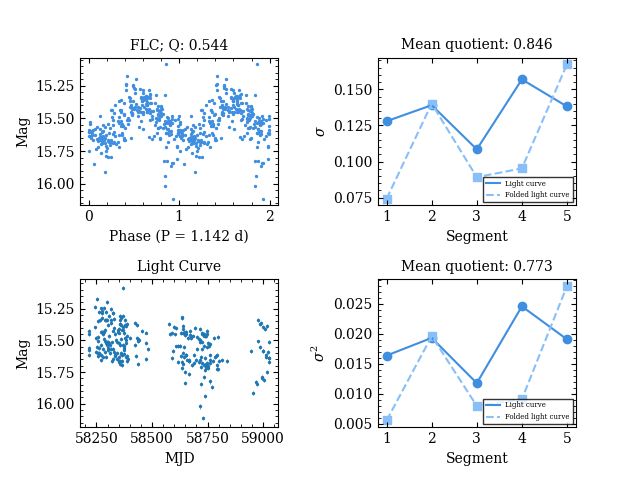 FLC; Q: 0.544
Mag
15.25
15.50
15.75
16.00
0
1
2
Phase (P = 1.142 d)
Mean quotient: 0.846
σ
0.150
0.125
0.100
0.075
Light curve
Folded light curve
1
2
3
4
5
Segment
Light Curve
Mag
15.25
15.50
15.75
16.00
58250
58500
58750
59000
MJD
Mean quotient: 0.773
σ²
0.025
0.020
0.015
0.010
0.005
Light curve
Folded light curve
1
2
3
4
5
Segment